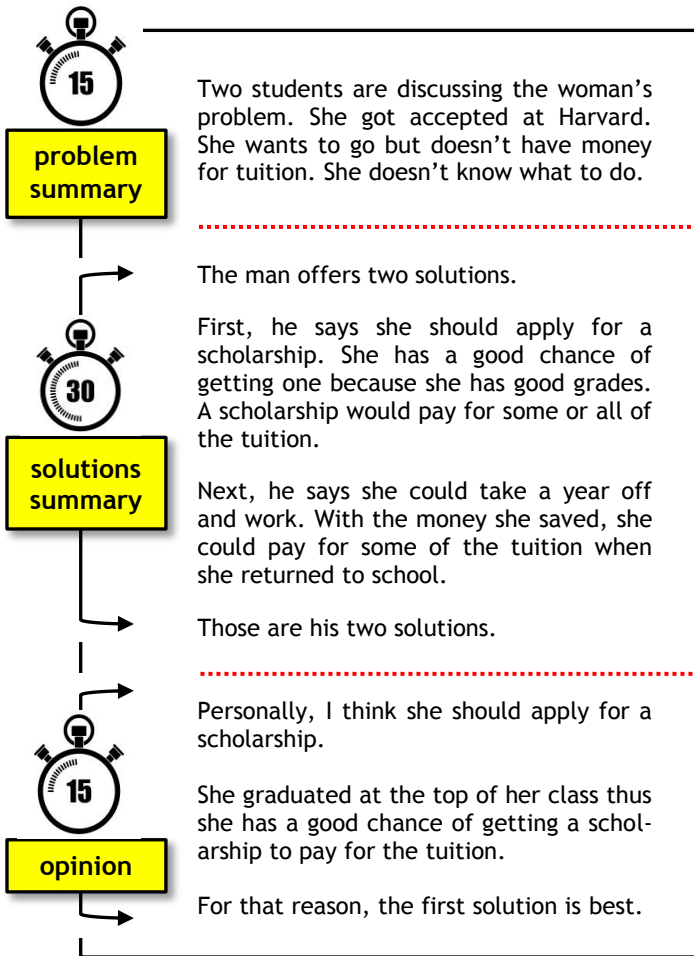 15
problem
summary
Two students are discussing the woman’s
problem. She got accepted at Harvard.
She wants to go but doesn’t have money
for tuition. She doesn’t know what to do.
The man offers two solutions.
30
solutions
summary
First, he says she should apply for a
scholarship. She has a good chance of
getting one because she has good grades.
A scholarship would pay for some or all of
the tuition.
Next, he says she could take a year off
and work. With the money she saved, she
could pay for some of the tuition when
she returned to school.
Those are his two solutions.
15
opinion
Personally, I think she should apply for a
scholarship.
She graduated at the top of her class thus
she has a good chance of getting a schol-
arship to pay for the tuition.
For that reason, the first solution is best.